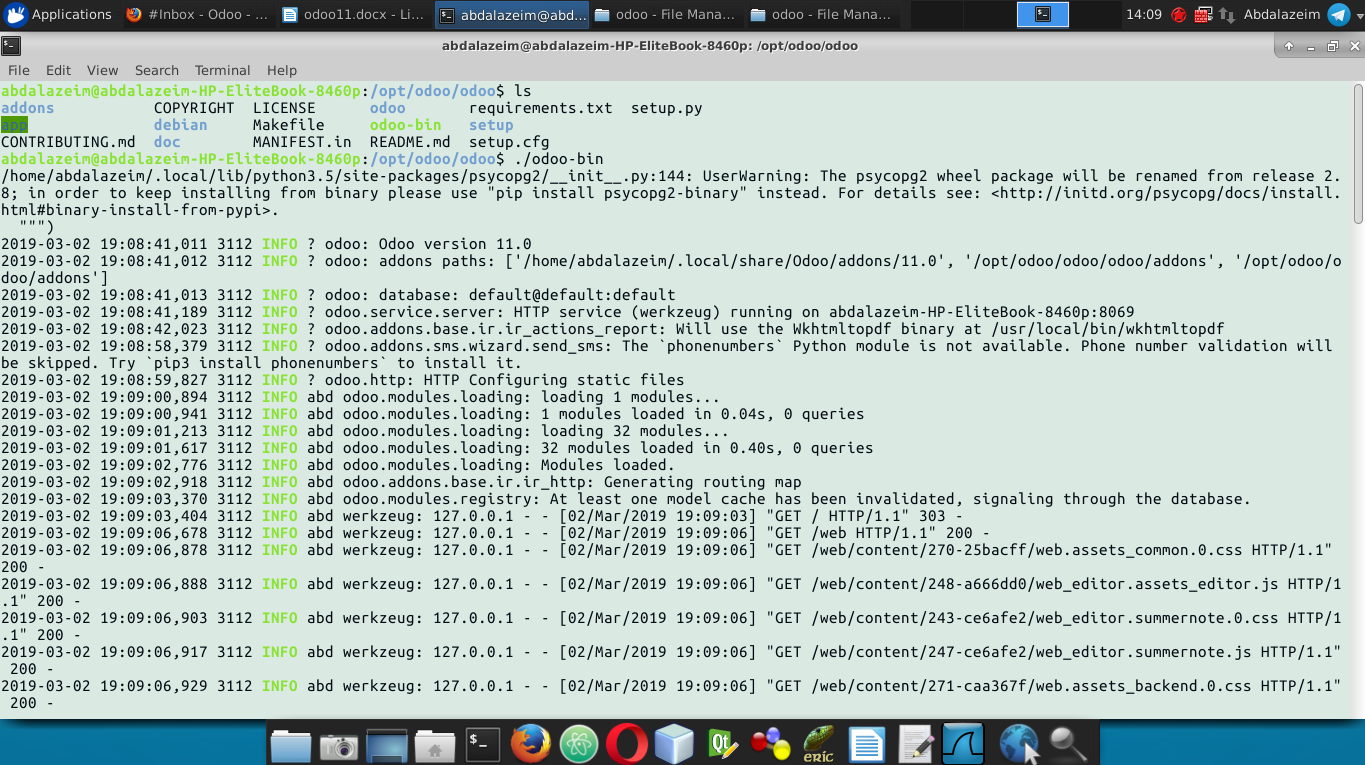 Applications
#Inbox - Odoo - ...
odoo11.docx - Li...
abdalazeim@abd...
odoo - File Mana...
odoo - File Mana...
14:09
Abdalazeim
abdalazeim@abdalazeim-HP-EliteBook-8460p: /opt/odoo/odoo
File Edit View Search Terminal Help
abdalazeim@abdalazeim-HP-EliteBook-8460p:/opt/odoo/odoo$ ls
addons           COPYRIGHT  LICENSE      odoo       requirements.txt  setup.py
app              debian     Makefile     odoo-bin   setup
CONTRIBUTING.md  doc        MANIFEST.in  README.md  setup.cfg
abdalazeim@abdalazeim-HP-EliteBook-8460p:/opt/odoo/odoo$ ./odoo-bin
/home/abdalazeim/.local/lib/python3.5/site-packages/psycopg2/__init__.py:144: UserWarning: The psycopg2 wheel package will be renamed from release 2.
8; in order to keep installing from binary please use "pip install psycopg2-binary" instead. For details see: <http://initd.org/psycopg/docs/install.
html#binary-install-from-pypi>.
  """)
2019-03-02 19:08:41,011 3112 INFO ? odoo: Odoo version 11.0
2019-03-02 19:08:41,012 3112 INFO ? odoo: addons paths: ['/home/abdalazeim/.local/share/Odoo/addons/11.0', '/opt/odoo/odoo/odoo/addons', '/opt/odoo/o
doo/addons']
2019-03-02 19:08:41,013 3112 INFO ? odoo: database: default@default:default
2019-03-02 19:08:41,189 3112 INFO ? odoo.service.server: HTTP service (werkzeug) running on abdalazeim-HP-EliteBook-8460p:8069
2019-03-02 19:08:42,023 3112 INFO ? odoo.addons.base.ir.ir_actions_report: Will use the Wkhtmltopdf binary at /usr/local/bin/wkhtmltopdf
2019-03-02 19:08:58,379 3112 INFO ? odoo.addons.sms.wizard.send_sms: The `phonenumbers` Python module is not available. Phone number validation will
be skipped. Try `pip3 install phonenumbers` to install it.
2019-03-02 19:08:59,827 3112 INFO ? odoo.http: HTTP Configuring static files
2019-03-02 19:09:00,894 3112 INFO abd odoo.modules.loading: loading 1 modules...
2019-03-02 19:09:00,941 3112 INFO abd odoo.modules.loading: 1 modules loaded in 0.04s, 0 queries
2019-03-02 19:09:01,213 3112 INFO abd odoo.modules.loading: loading 32 modules...
2019-03-02 19:09:01,617 3112 INFO abd odoo.modules.loading: 32 modules loaded in 0.40s, 0 queries
2019-03-02 19:09:02,776 3112 INFO abd odoo.modules.loading: Modules loaded.
2019-03-02 19:09:02,918 3112 INFO abd odoo.addons.base.ir.ir_http: Generating routing map
2019-03-02 19:09:03,370 3112 INFO abd odoo.modules.registry: At least one model cache has been invalidated, signaling through the database.
2019-03-02 19:09:03,404 3112 INFO abd werkzeug: 127.0.0.1 - - [02/Mar/2019 19:09:03] "GET / HTTP/1.1" 303 -
2019-03-02 19:09:06,678 3112 INFO abd werkzeug: 127.0.0.1 - - [02/Mar/2019 19:09:06] "GET /web HTTP/1.1" 200 -
2019-03-02 19:09:06,878 3112 INFO abd werkzeug: 127.0.0.1 - - [02/Mar/2019 19:09:06] "GET /web/content/270-25bacff/web.assets_common.0.css HTTP/1.1"
200 -
2019-03-02 19:09:06,888 3112 INFO abd werkzeug: 127.0.0.1 - - [02/Mar/2019 19:09:06] "GET /web/content/248-a666dd0/web_editor.assets_editor.js HTTP/1
.1" 200 -
2019-03-02 19:09:06,903 3112 INFO abd werkzeug: 127.0.0.1 - - [02/Mar/2019 19:09:06] "GET /web/content/243-ce6afe2/web_editor.summernote.0.css HTTP/1
.1" 200 -
2019-03-02 19:09:06,917 3112 INFO abd werkzeug: 127.0.0.1 - - [02/Mar/2019 19:09:06] "GET /web/content/247-ce6afe2/web_editor.summernote.js HTTP/1.1"
 200 -
2019-03-02 19:09:06,929 3112 INFO abd werkzeug: 127.0.0.1 - - [02/Mar/2019 19:09:06] "GET /web/content/271-caa367f/web.assets_backend.0.css HTTP/1.1"
 200 -
Qt
eric